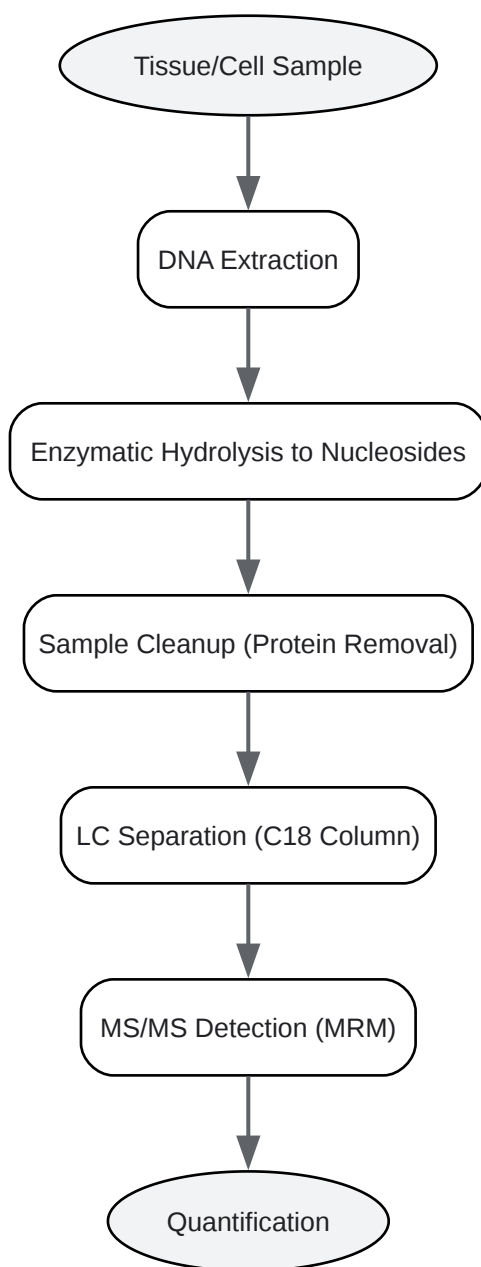 Tissue/Cell Sample
DNA Extraction
Enzymatic Hydrolysis to Nucleosides
Sample Cleanup (Protein Removal)
LC Separation (C18 Column)
MS/MS Detection (MRM)
Quantification